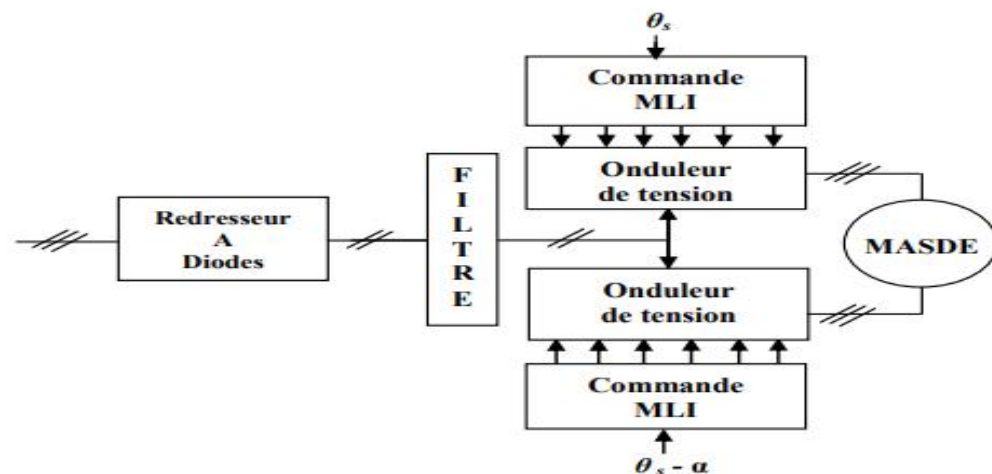 θs
Commande
MLI
Onduleur
de tension
F
I
L
T
R
E
Redresseur
A
Diodes
MASDE
Onduleur
de tension
Commande
MLI
θs - α